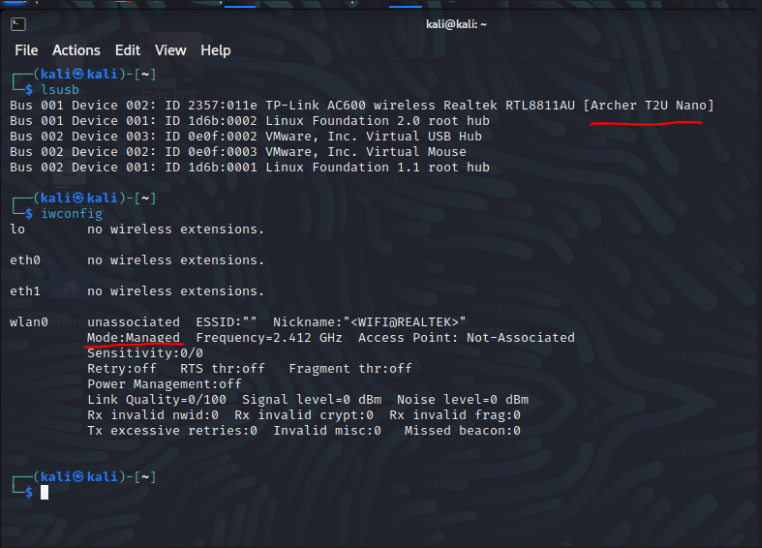 kali@kali: ~
File Actions Edit View Help
┌──(kali㉿kali)-[~]
└─$ lsusb
Bus 001 Device 002: ID 2357:011e TP-Link AC600 wireless Realtek RTL8811AU [Archer T2U Nano]
Bus 001 Device 001: ID 1d6b:0002 Linux Foundation 2.0 root hub
Bus 002 Device 003: ID 0e0f:0002 VMware, Inc. Virtual USB Hub
Bus 002 Device 002: ID 0e0f:0003 VMware, Inc. Virtual Mouse
Bus 002 Device 001: ID 1d6b:0001 Linux Foundation 1.1 root hub
┌──(kali㉿kali)-[~]
└─$ iwconfig
lo        no wireless extensions.
eth0      no wireless extensions.
eth1      no wireless extensions.
wlan0     unassociated  ESSID:""  Nickname:"<WIFI@REALTEK>"
          Mode:Managed  Frequency=2.412 GHz  Access Point: Not-Associated
          Sensitivity:0/0
          Retry:off   RTS thr:off   Fragment thr:off
          Power Management:off
          Link Quality=0/100  Signal level=0 dBm  Noise level=0 dBm
          Rx invalid nwid:0  Rx invalid crypt:0  Rx invalid frag:0
          Tx excessive retries:0  Invalid misc:0   Missed beacon:0
┌──(kali㉿kali)-[~]
└─$